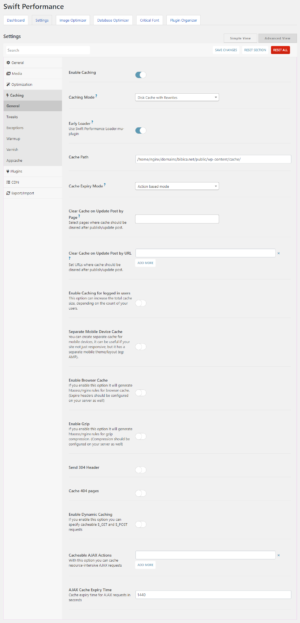 Swift Performance
Dashboard
Settings
Image Optimizer
Database Optimizer
Critical Font
Plugin Organizer
Settings
Simple View
Advanced View
Search
SAVE CHANGES
RESET SECTION
RESET ALL
General
Media
Optimization
Caching
General
Tweaks
Exceptions
Warmup
Varnish
Appcache
Plugins
CDN
Import/Export
Enable Caching
Caching Mode ?
Disk Cache with Rewrites
Early Loader ?
Use Swift Performance Loader mu-
plugin
Cache Path
Cache Expiry Mode ?
Action based mode
Clear Cache on Update Post by
Page ?
Select pages where cache should be
cleared after publish/update post.
Clear Cache on Update Post by URL
?
Set URLs where cache should be
cleared after publish/update post.
ADD MORE
Enable Caching for logged in users
This option can increase the total cache
size, depending on the count of your
users.
Separate Mobile Device Cache
You can create separate cache for
mobile devices, it can be useful if your
site not just responsive, but it has a
separate mobile theme/layout (eg:
AMP).
Enable Browser Cache
If you enable this option it will generate
htaccess/nginx rules for browser cache.
(Expire headers should be configured
on your server as well)
Enable Gzip
If you enable this option it will generate
htaccess/nginx rules for gzip
compression. (Compression should be
configured on your server as well)
Send 304 Header
Cache 404 pages
Enable Dynamic Caching
If you enable this option you can
specify cacheable $_GET and $_POST
requests
Cacheable AJAX Actions
With this option you can cache
resource-intensive AJAX requests
ADD MORE
AJAX Cache Expiry Time
Cache expiry time for AJAX requests in
seconds
1440